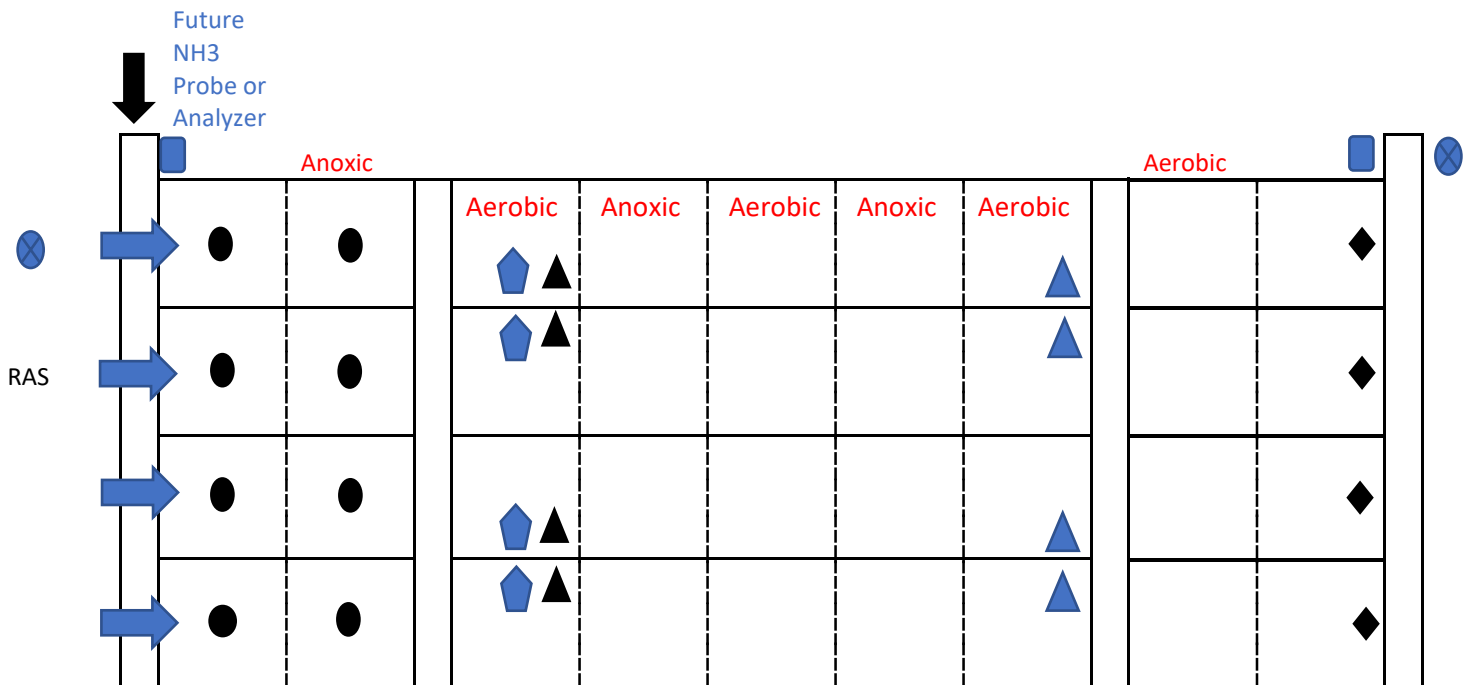 Future
NH3
Probe or
Analyzer
Anoxic
Aerobic
Aerobic
Anoxic
Aerobic
Anoxic
Aerobic
RAS